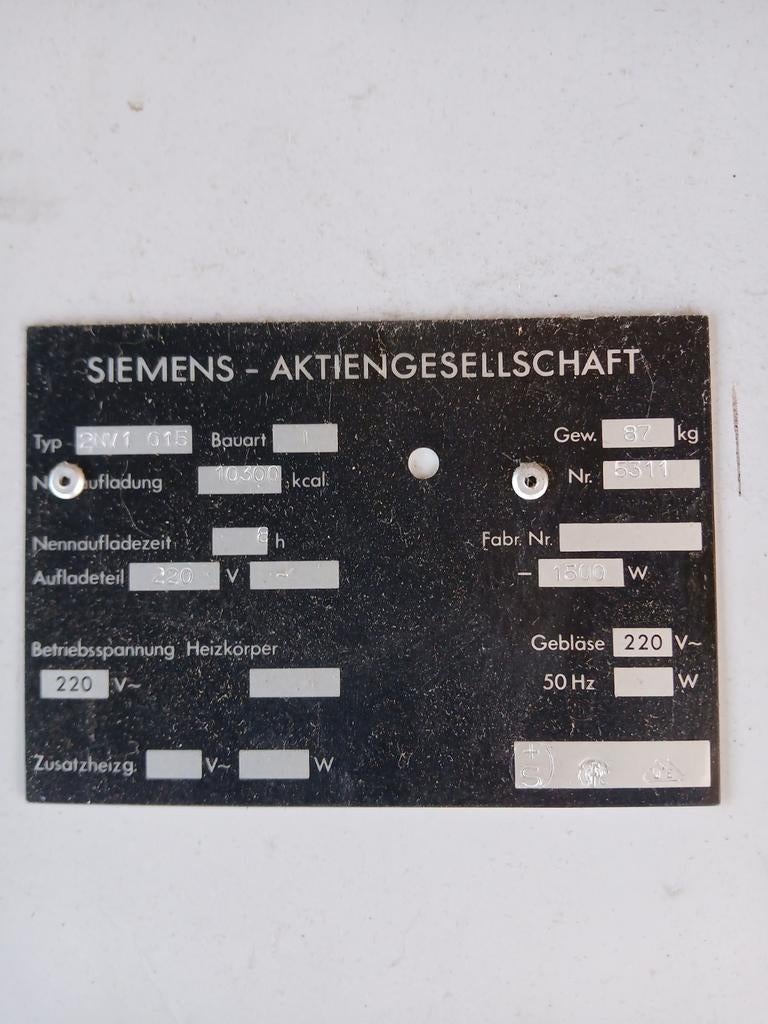 SIEMENS - AKTIENGESELLSCHAFT
Typ 2NV1 015 Bauart I Gew. 87 kg
10300 kcal Nr. 5311
Nennaufladezeit 8 h Fabr. Nr.
Aufladeteil 220 V ~ – 1500 W
Betriebsspannung Heizkörper Gebläse 220 V~
220 V~ 50 Hz W
Zusatzheizg. V~ W